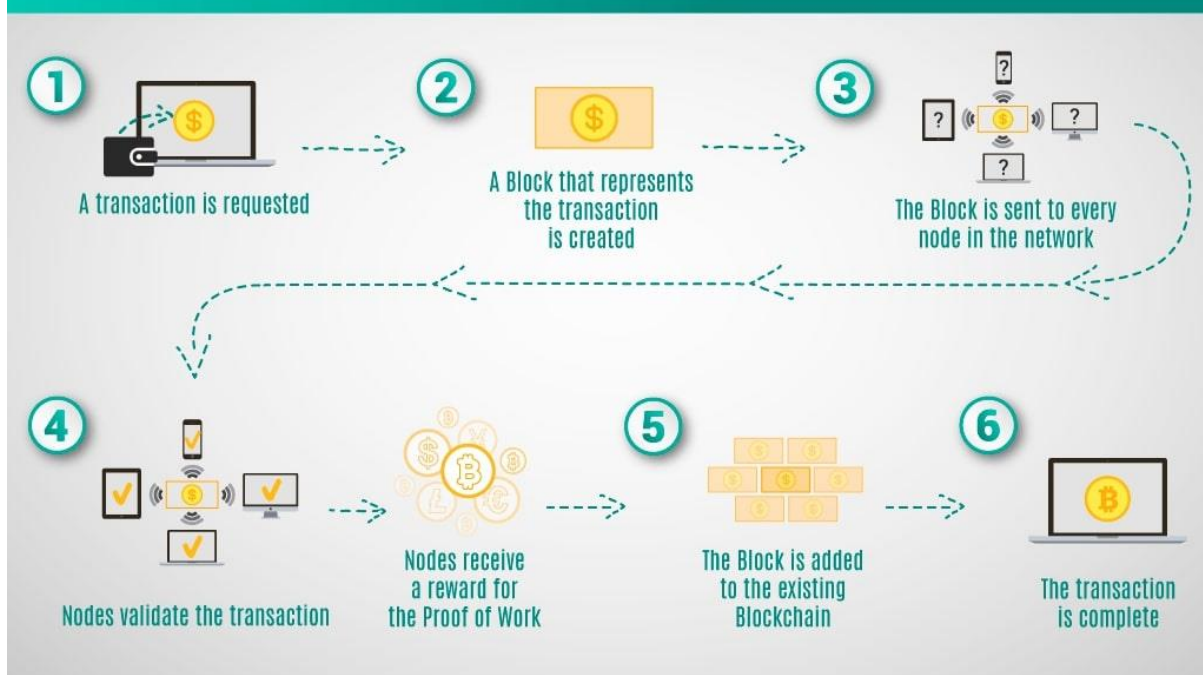 1
A transaction is requested
2
A Block that represents
the transaction
is created
3
The Block is sent to every
node in the network
4
Nodes validate the transaction
Nodes receive
a reward for
the Proof of Work
5
The Block is added
to the existing
Blockchain
6
The transaction
is complete